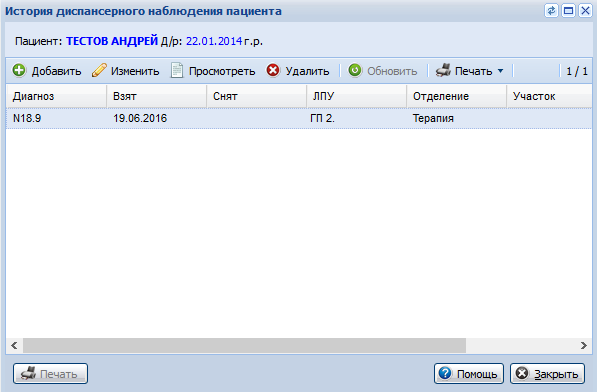 История диспансерного наблюдения пациента
Пациент: ТЕСТОВ АНДРЕЙ Д/р: 22.01.2014 г.р.
Добавить Изменить Просмотреть Удалить Обновить Печать 1 / 1
Диагноз Взят Снят ЛПУ Отделение Участок
N18.9 19.06.2016 ГП 2. Терапия
Печать Помощь Закрыть